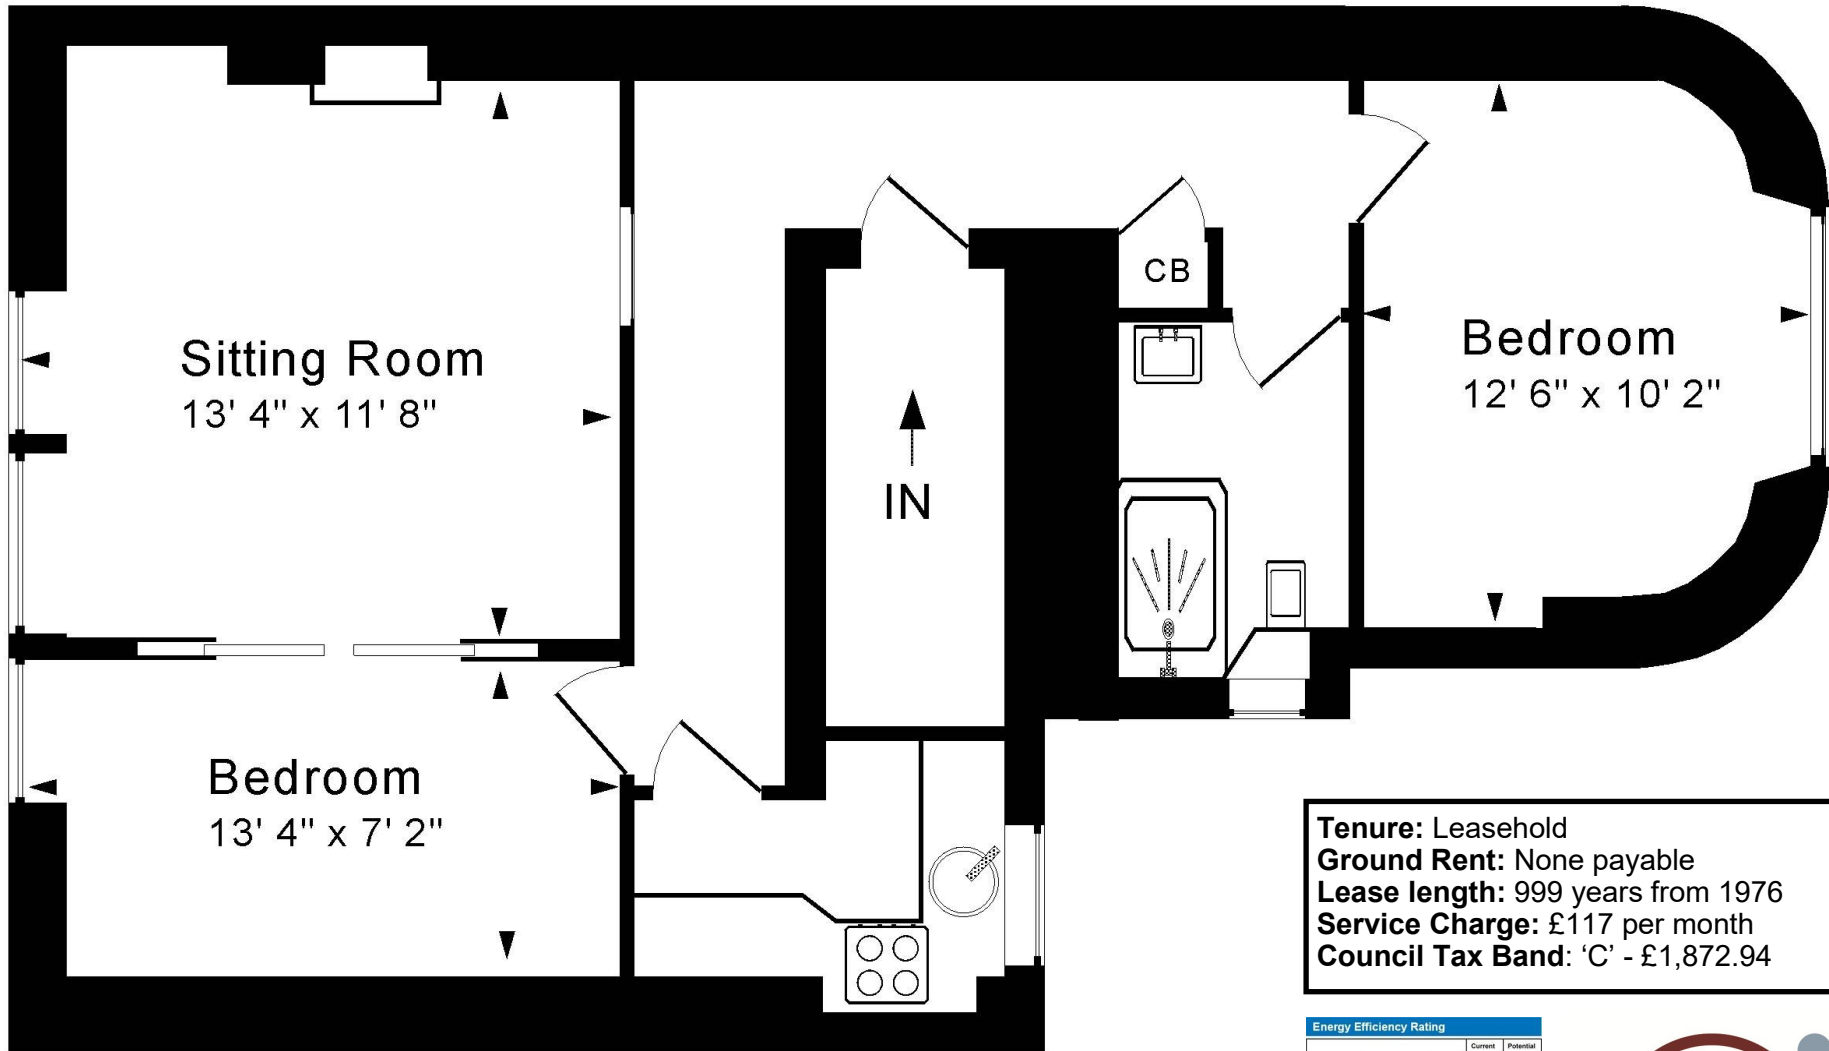 Sitting Room
13' 4" x 11' 8"
CB
IN
Bedroom
12' 6" x 10' 2"
Bedroom
13' 4" x 7' 2"
Tenure: Leasehold
Ground Rent: None payable
Lease length: 999 years from 1976
Service Charge: £117 per month
Council Tax Band: ‘C’ - £1,872.94
Energy Efficiency Rating
Current Potential